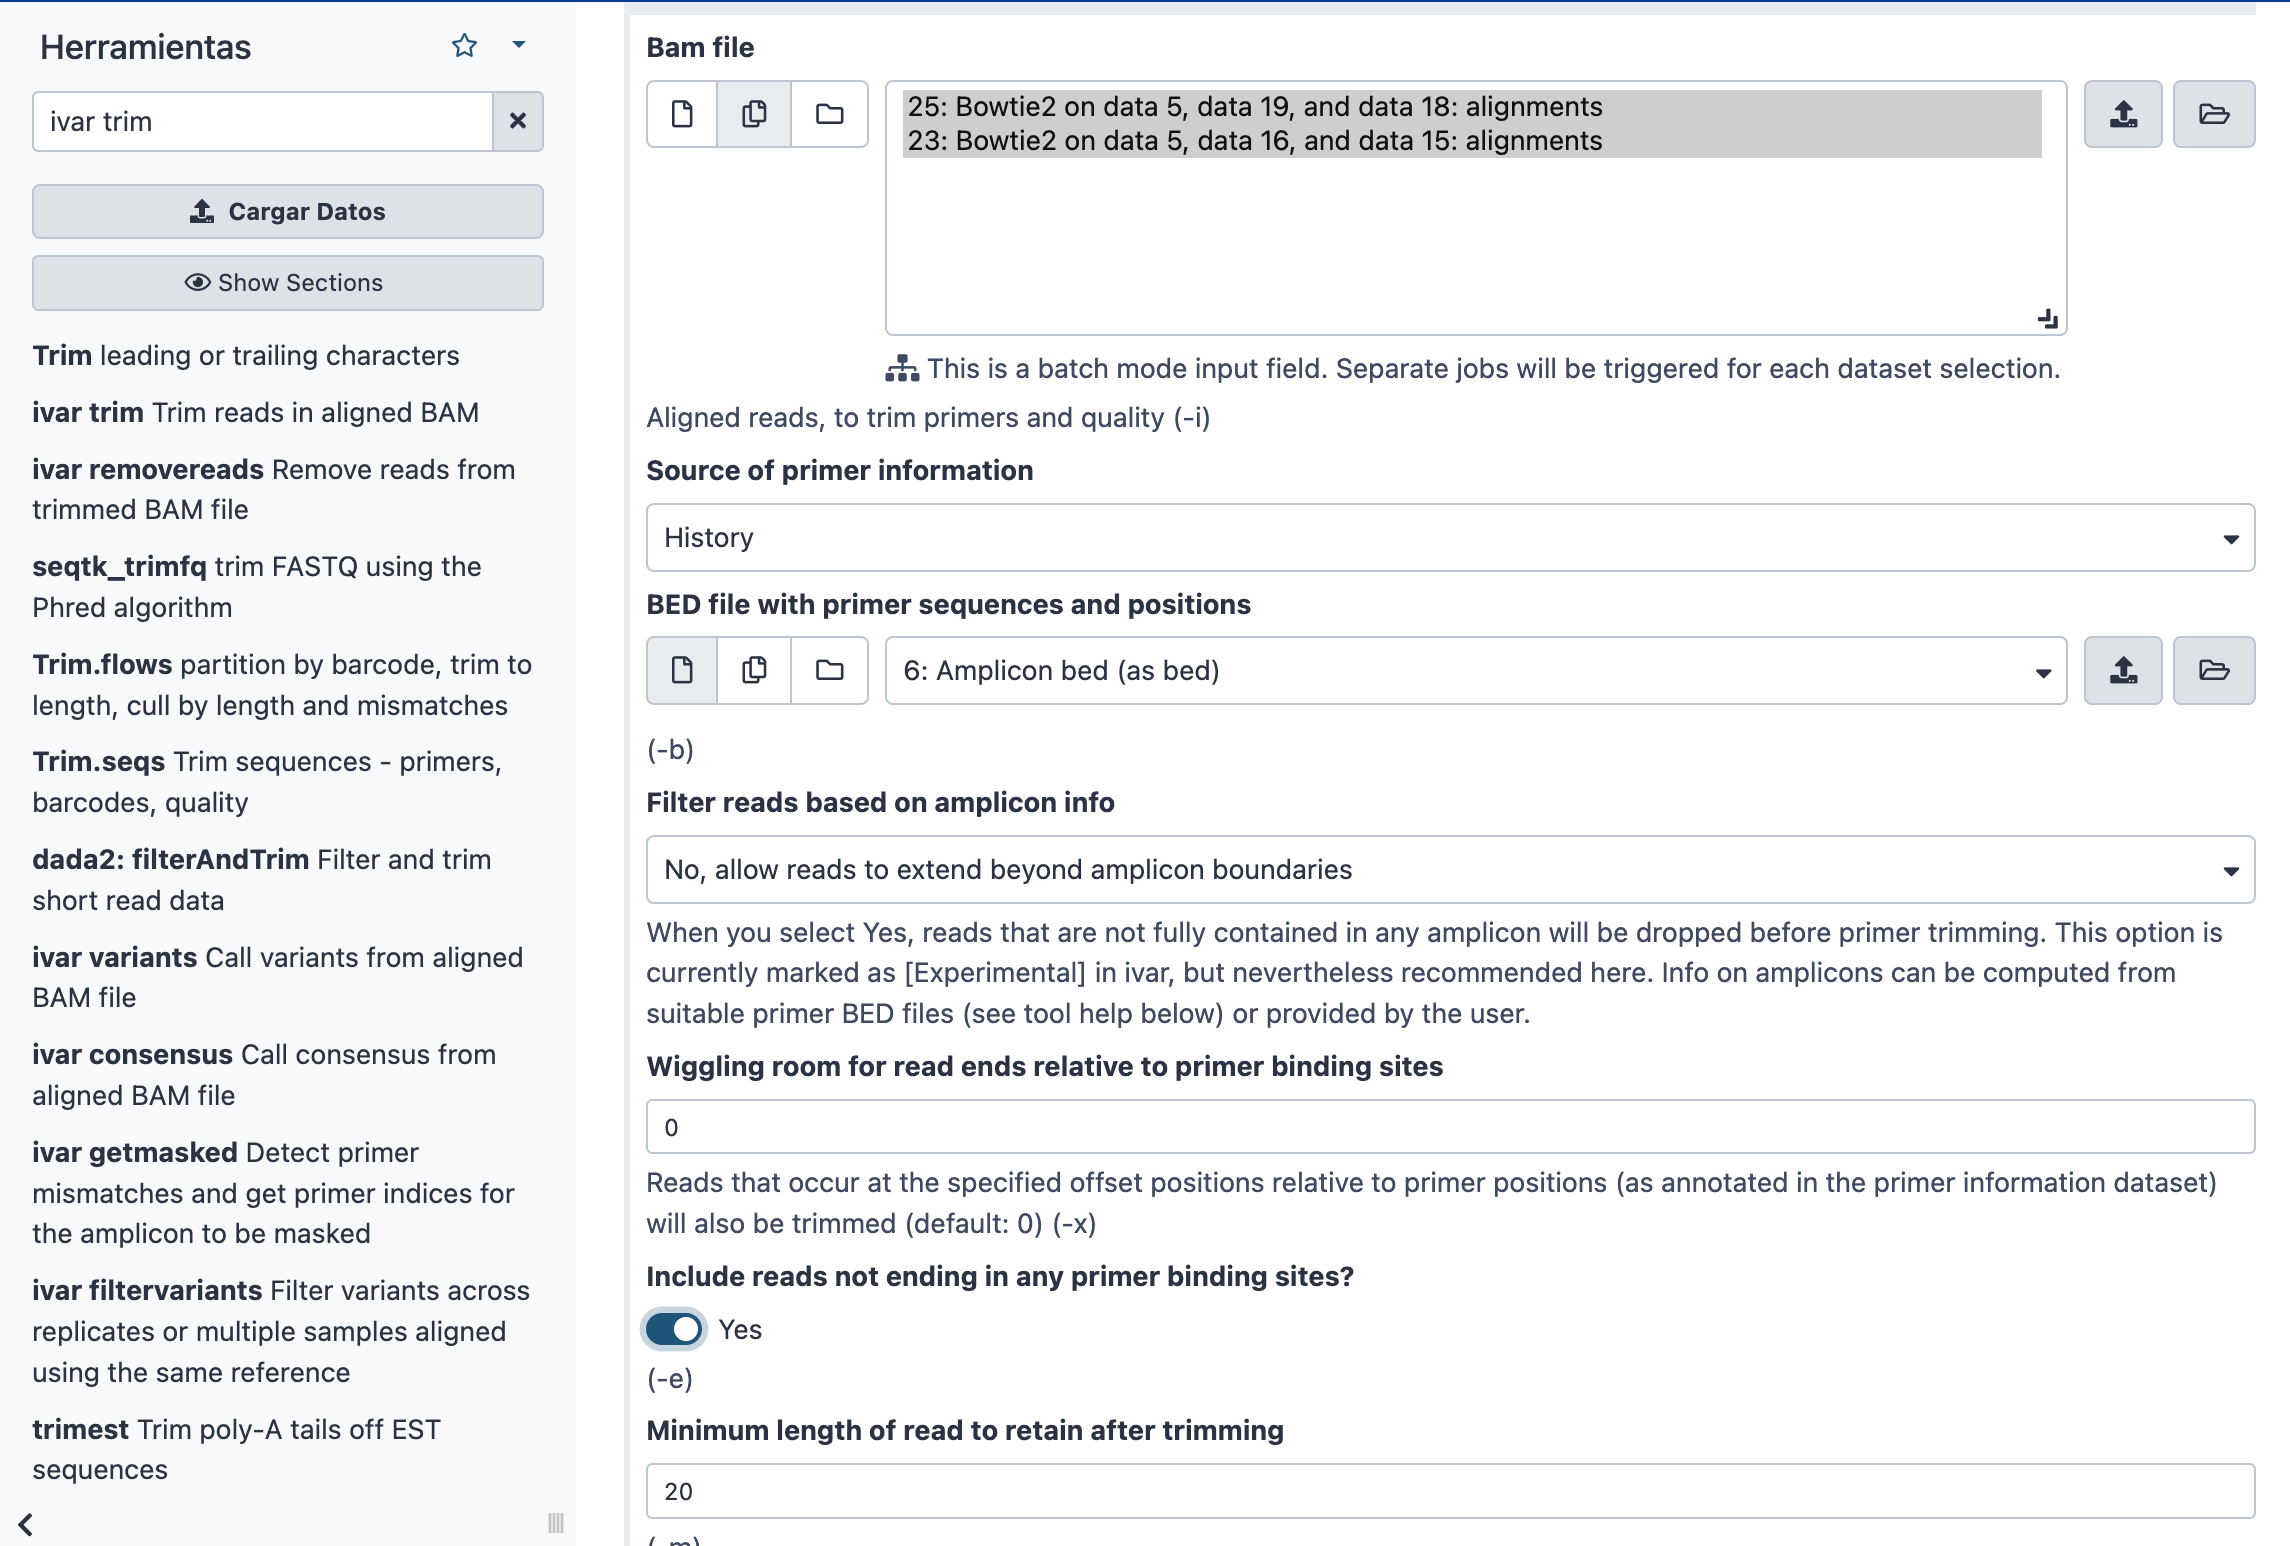 Herramientas
ivar trim
Cargar Datos
Show Sections
Trim leading or trailing characters
ivar trim Trim reads in aligned BAM
ivar removereads Remove reads from
trimmed BAM file
seqtk_trimfq trim FASTQ using the
Phred algorithm
Trim.flows partition by barcode, trim to
length, cull by length and mismatches
Trim.seqs Trim sequences - primers,
barcodes, quality
dada2: filterAndTrim Filter and trim
short read data
ivar variants Call variants from aligned
BAM file
ivar consensus Call consensus from
aligned BAM file
ivar getmasked Detect primer
mismatches and get primer indices for
the amplicon to be masked
ivar filtervariants Filter variants across
replicates or multiple samples aligned
using the same reference
trimest Trim poly-A tails off EST
sequences
Bam file
25: Bowtie2 on data 5, data 19, and data 18: alignments
23: Bowtie2 on data 5, data 16, and data 15: alignments
This is a batch mode input field. Separate jobs will be triggered for each dataset selection.
Aligned reads, to trim primers and quality (-i)
Source of primer information
History
BED file with primer sequences and positions
6: Amplicon bed (as bed)
(-b)
Filter reads based on amplicon info
No, allow reads to extend beyond amplicon boundaries
When you select Yes, reads that are not fully contained in any amplicon will be dropped before primer trimming. This option is
currently marked as [Experimental] in ivar, but nevertheless recommended here. Info on amplicons can be computed from
suitable primer BED files (see tool help below) or provided by the user.
Wiggling room for read ends relative to primer binding sites
0
Reads that occur at the specified offset positions relative to primer positions (as annotated in the primer information dataset)
will also be trimmed (default: 0) (-x)
Include reads not ending in any primer binding sites?
Yes
(-e)
Minimum length of read to retain after trimming
20
(-m)